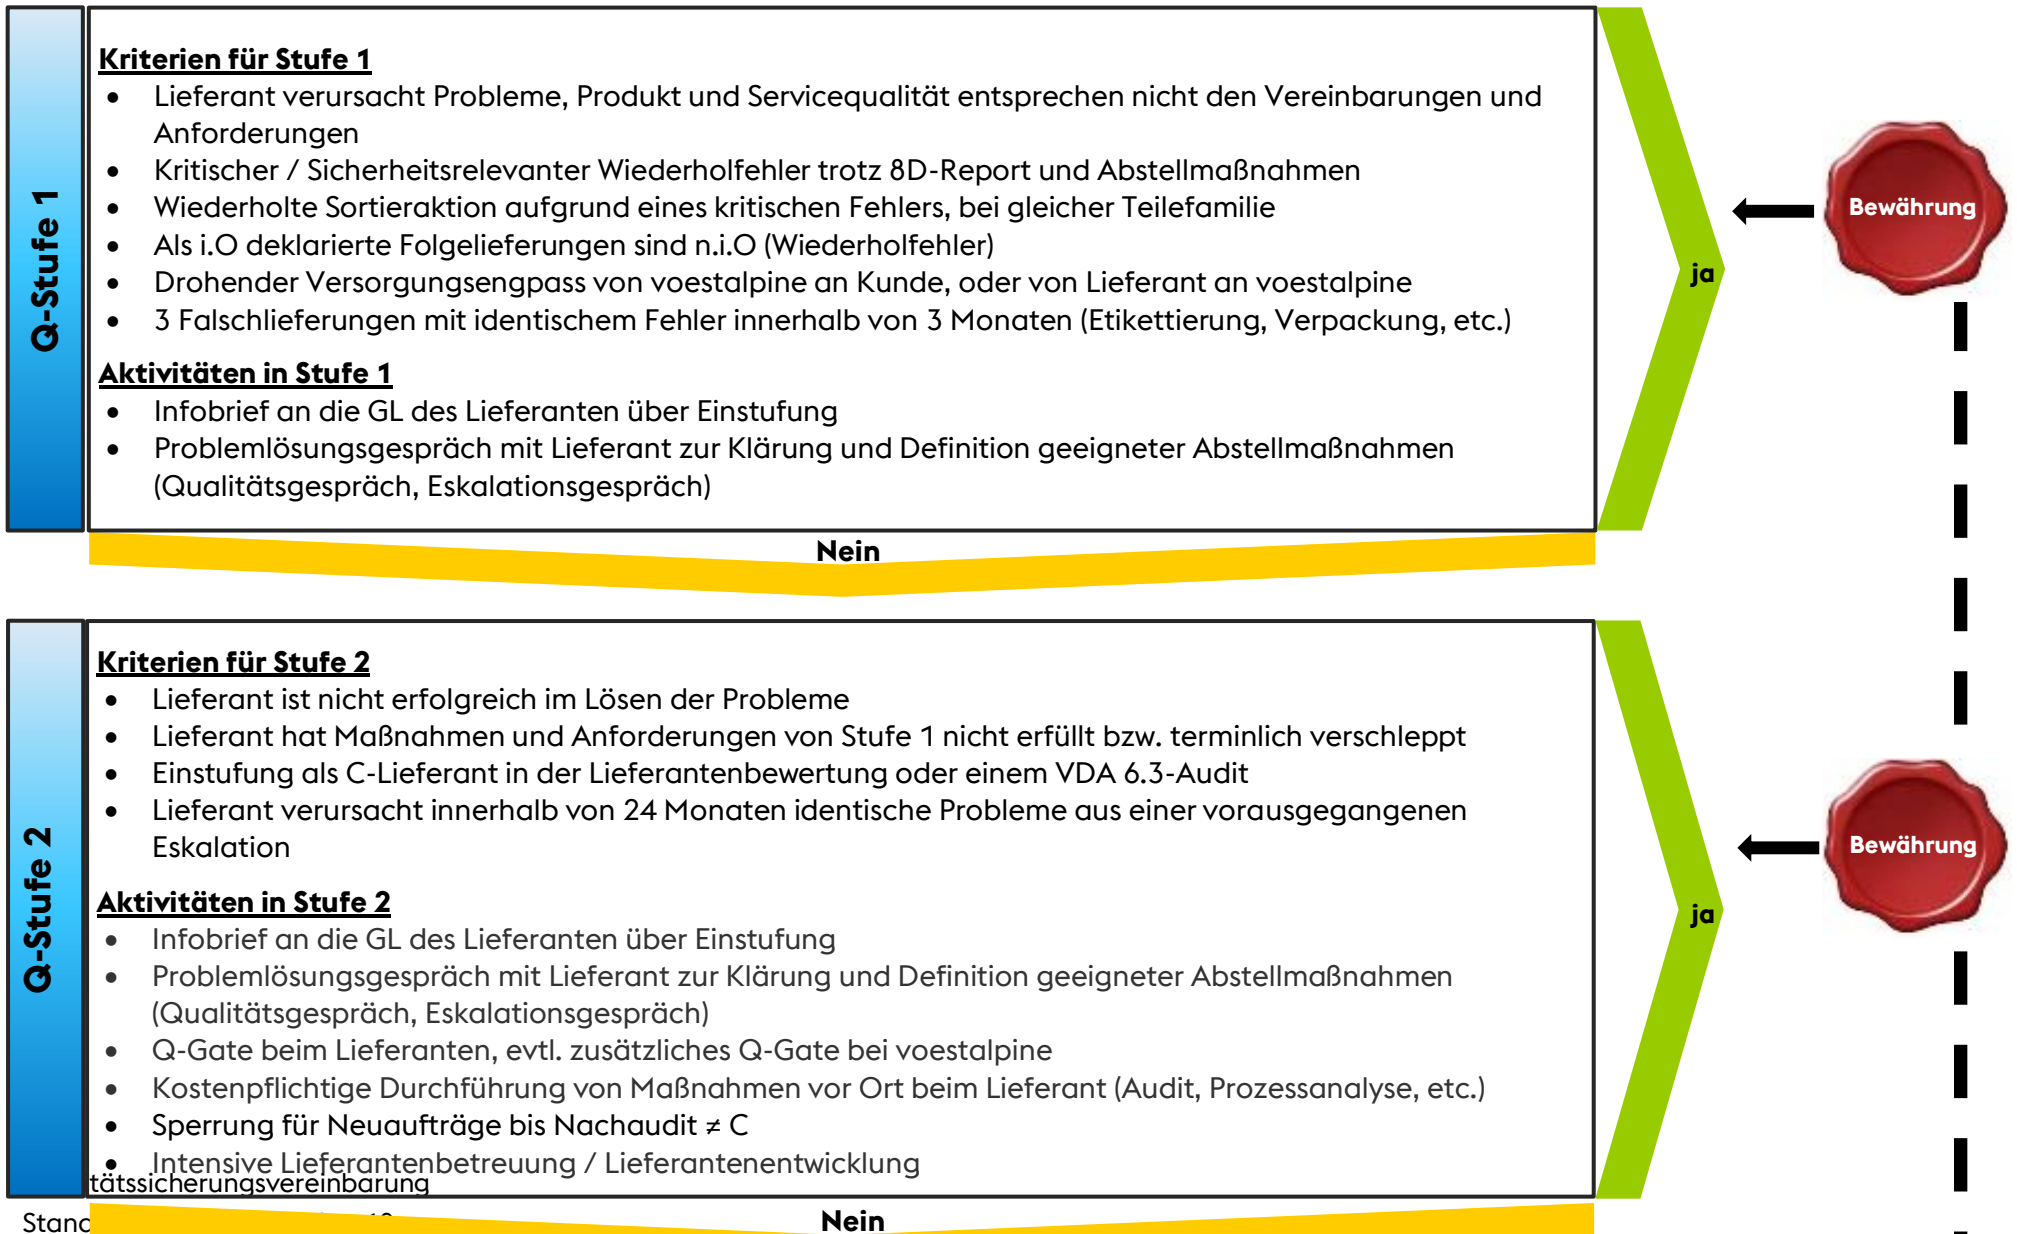 Q-Stufe 1
Kriterien für Stufe 1
• Lieferant verursacht Probleme, Produkt und Servicequalität entsprechen nicht den Vereinbarungen und
Anforderungen
• Kritischer / Sicherheitsrelevanter Wiederholfehler trotz 8D-Report und Abstellmaßnahmen
• Wiederholte Sortieraktion aufgrund eines kritischen Fehlers, bei gleicher Teilefamilie
• Als i.O deklarierte Folgelieferungen sind n.i.O (Wiederholfehler)
• Drohender Versorgungsengpass von voestalpine an Kunde, oder von Lieferant an voestalpine
• 3 Falschlieferungen mit identischem Fehler innerhalb von 3 Monaten (Etikettierung, Verpackung, etc.)
Aktivitäten in Stufe 1
• Infobrief an die GL des Lieferanten über Einstufung
• Problemlösungsgespräch mit Lieferant zur Klärung und Definition geeigneter Abstellmaßnahmen
(Qualitätsgespräch, Eskalationsgespräch)
ja
Bewährung
Nein
Q-Stufe 2
Kriterien für Stufe 2
• Lieferant ist nicht erfolgreich im Lösen der Probleme
• Lieferant hat Maßnahmen und Anforderungen von Stufe 1 nicht erfüllt bzw. terminlich verschleppt
• Einstufung als C-Lieferant in der Lieferantenbewertung oder einem VDA 6.3-Audit
• Lieferant verursacht innerhalb von 24 Monaten identische Probleme aus einer vorausgegangenen
Eskalation
Aktivitäten in Stufe 2
• Infobrief an die GL des Lieferanten über Einstufung
• Problemlösungsgespräch mit Lieferant zur Klärung und Definition geeigneter Abstellmaßnahmen
(Qualitätsgespräch, Eskalationsgespräch)
• Q-Gate beim Lieferanten, evtl. zusätzliches Q-Gate bei voestalpine
• Kostenpflichtige Durchführung von Maßnahmen vor Ort beim Lieferant (Audit, Prozessanalyse, etc.)
• Sperrung für Neuaufträge bis Nachaudit ≠ C
• Intensive Lieferantenbetreuung / Lieferantenentwicklung
ja
Bewährung
tätssicherungsvereinbarung
Stand
Nein